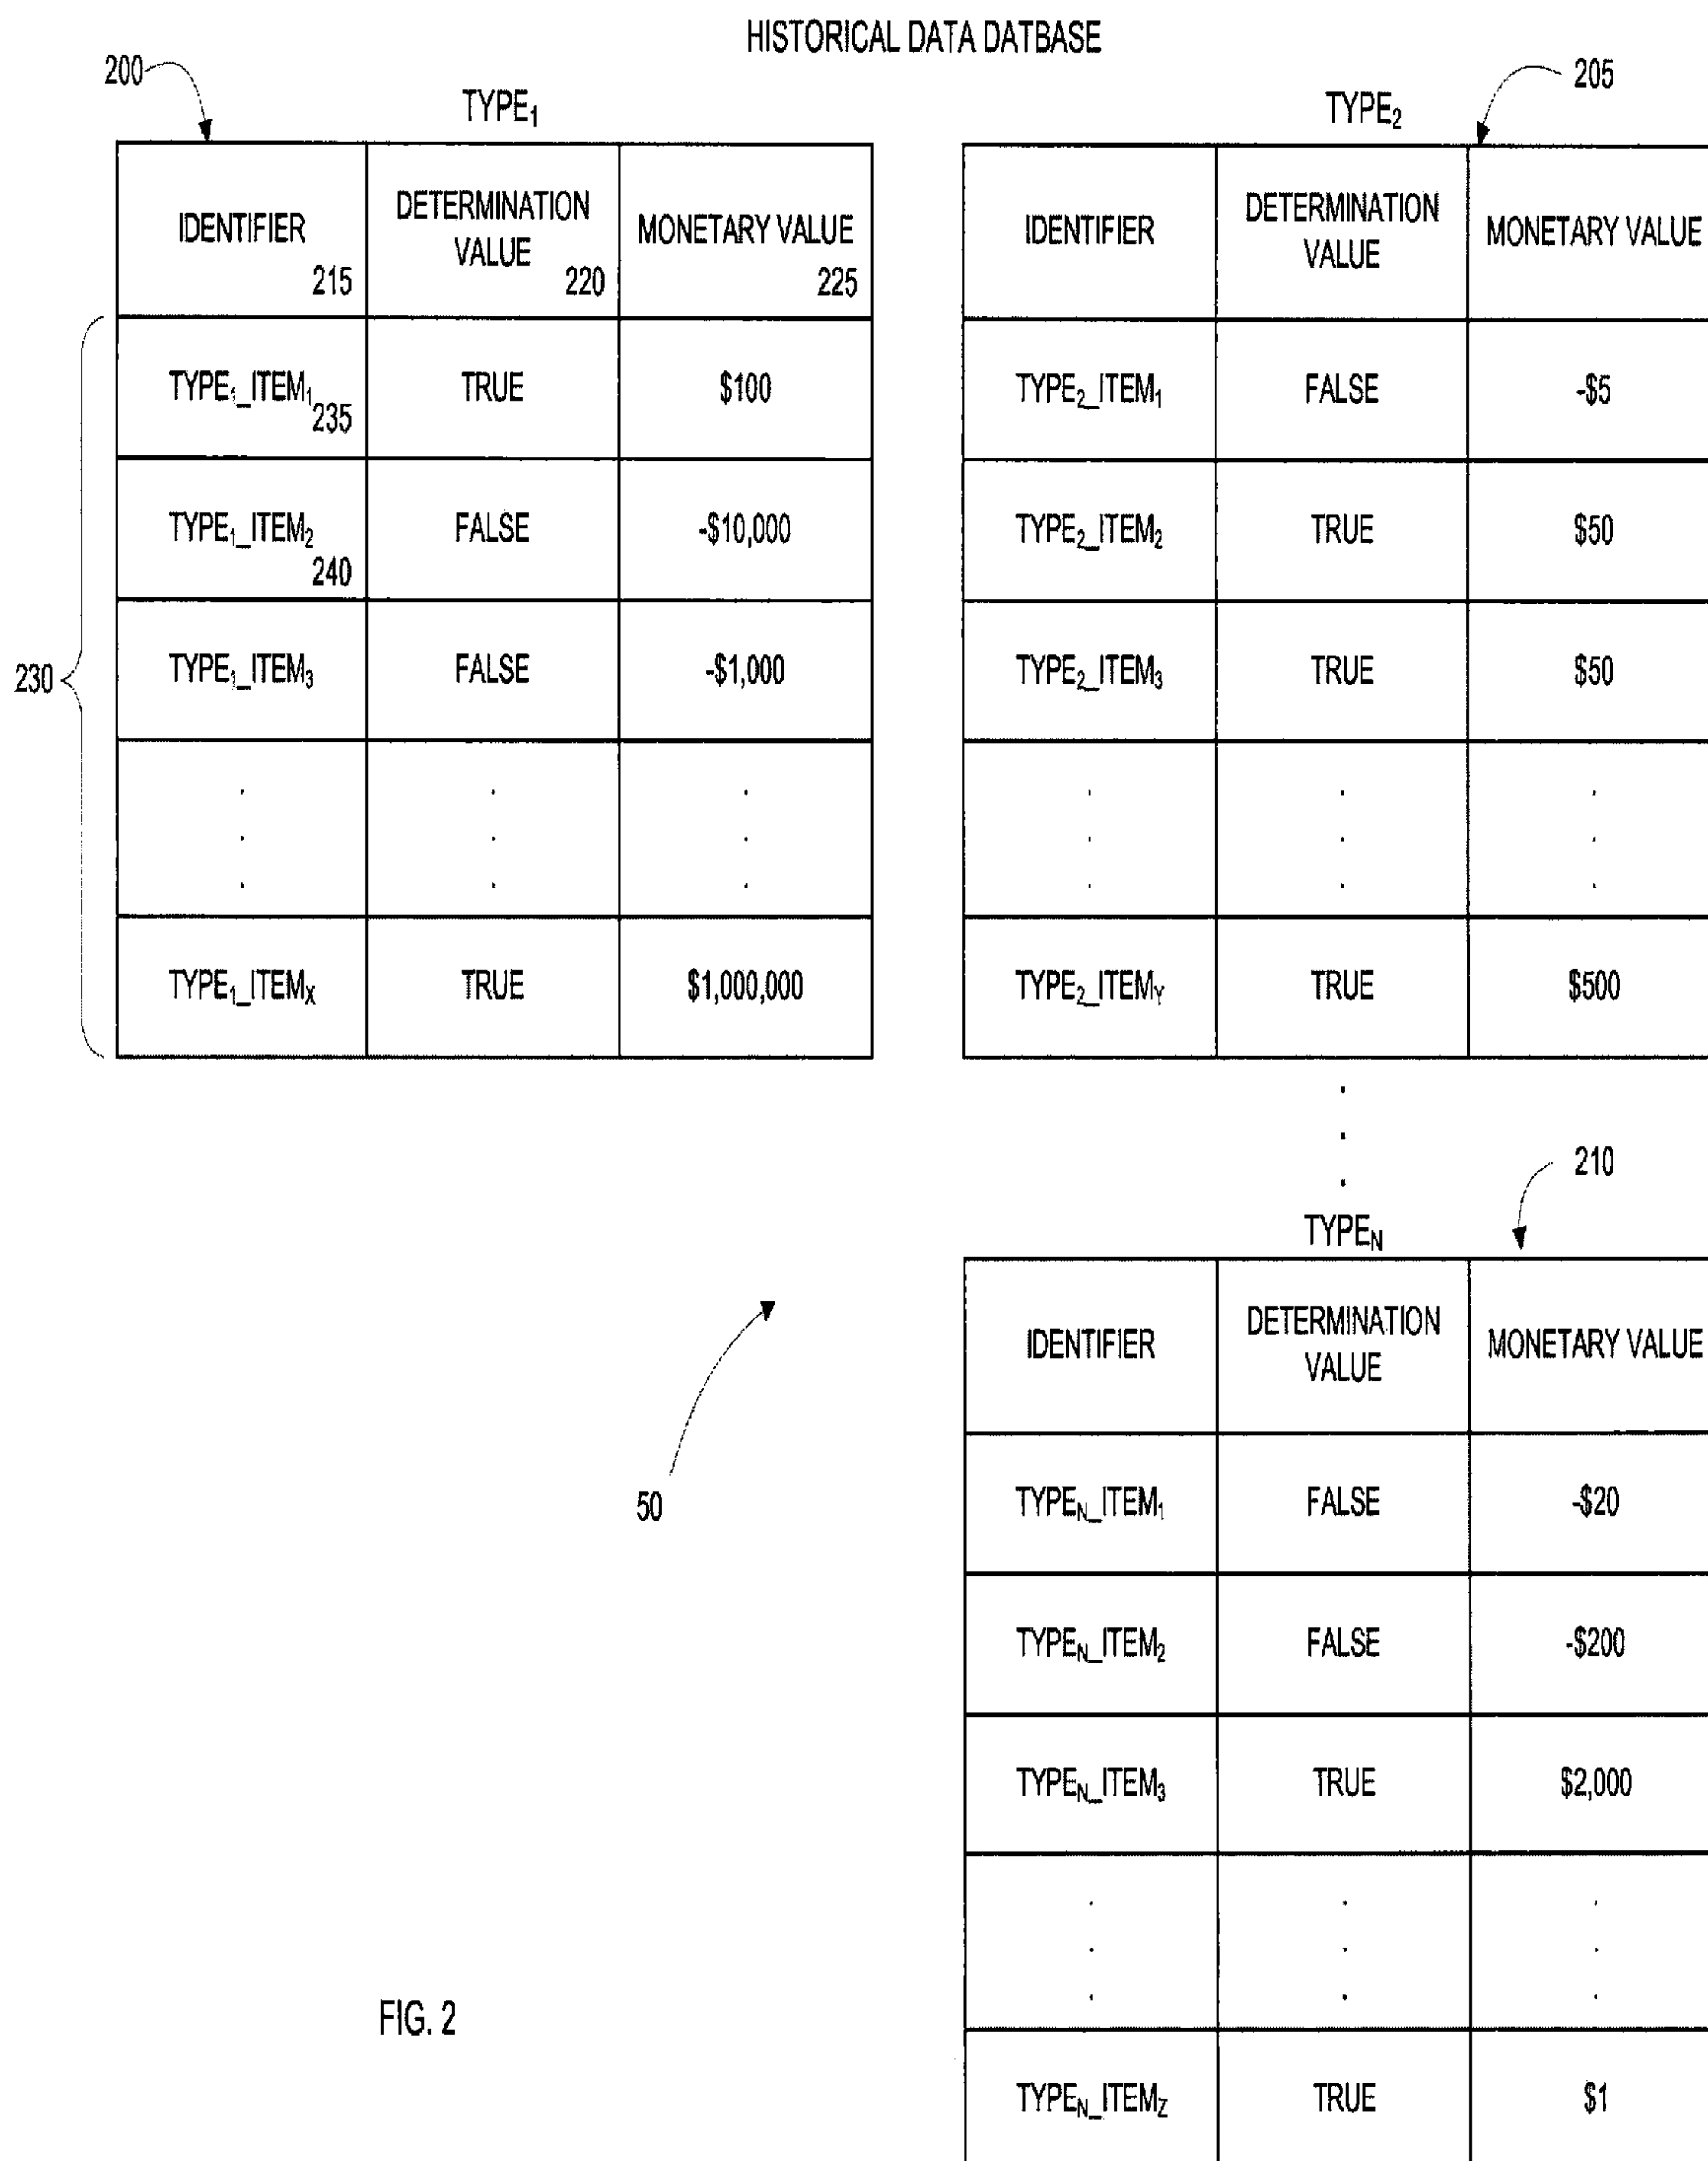 HISTORICAL DATA DATBASE
200
TYPE₁
IDENTIFIER 215 DETERMINATION VALUE 220 MONETARY VALUE 225
230
TYPE₁_ITEM₁ 235 TRUE $100
TYPE₁_ITEM₂ 240 FALSE -$10,000
TYPE₁_ITEM₃ FALSE -$1,000
. . .
. . .
. . .
TYPE₁_ITEMₓ TRUE $1,000,000
205
TYPE₂
IDENTIFIER DETERMINATION VALUE MONETARY VALUE
TYPE₂_ITEM₁ FALSE -$5
TYPE₂_ITEM₂ TRUE $50
TYPE₂_ITEM₃ TRUE $50
. . .
. . .
. . .
TYPE₂_ITEMY TRUE $500
.
.
.
210
TYPEN
IDENTIFIER DETERMINATION VALUE MONETARY VALUE
TYPEN_ITEM₁ FALSE -$20
TYPEN_ITEM₂ FALSE -$200
TYPEN_ITEM₃ TRUE $2,000
. . .
. . .
. . .
TYPEN_ITEMZ TRUE $1
50
FIG. 2